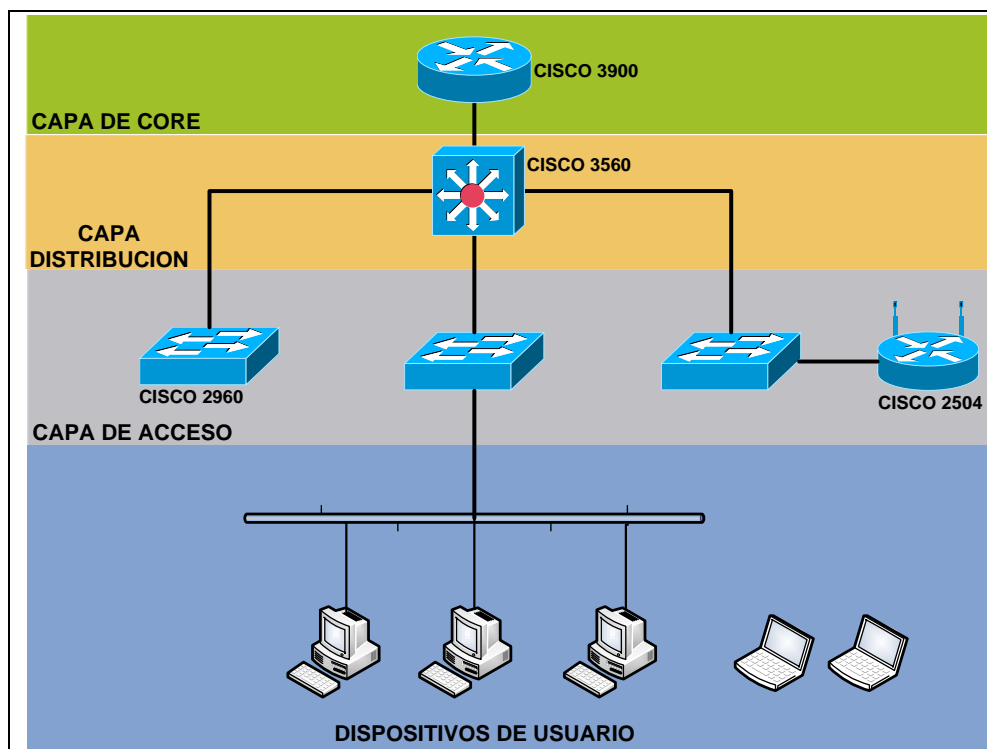 CISCO 3900
CAPA DE CORE
CISCO 3560
CAPA
DISTRIBUCION
CISCO 2960
CISCO 2504
CAPA DE ACCESO
DISPOSITIVOS DE USUARIO